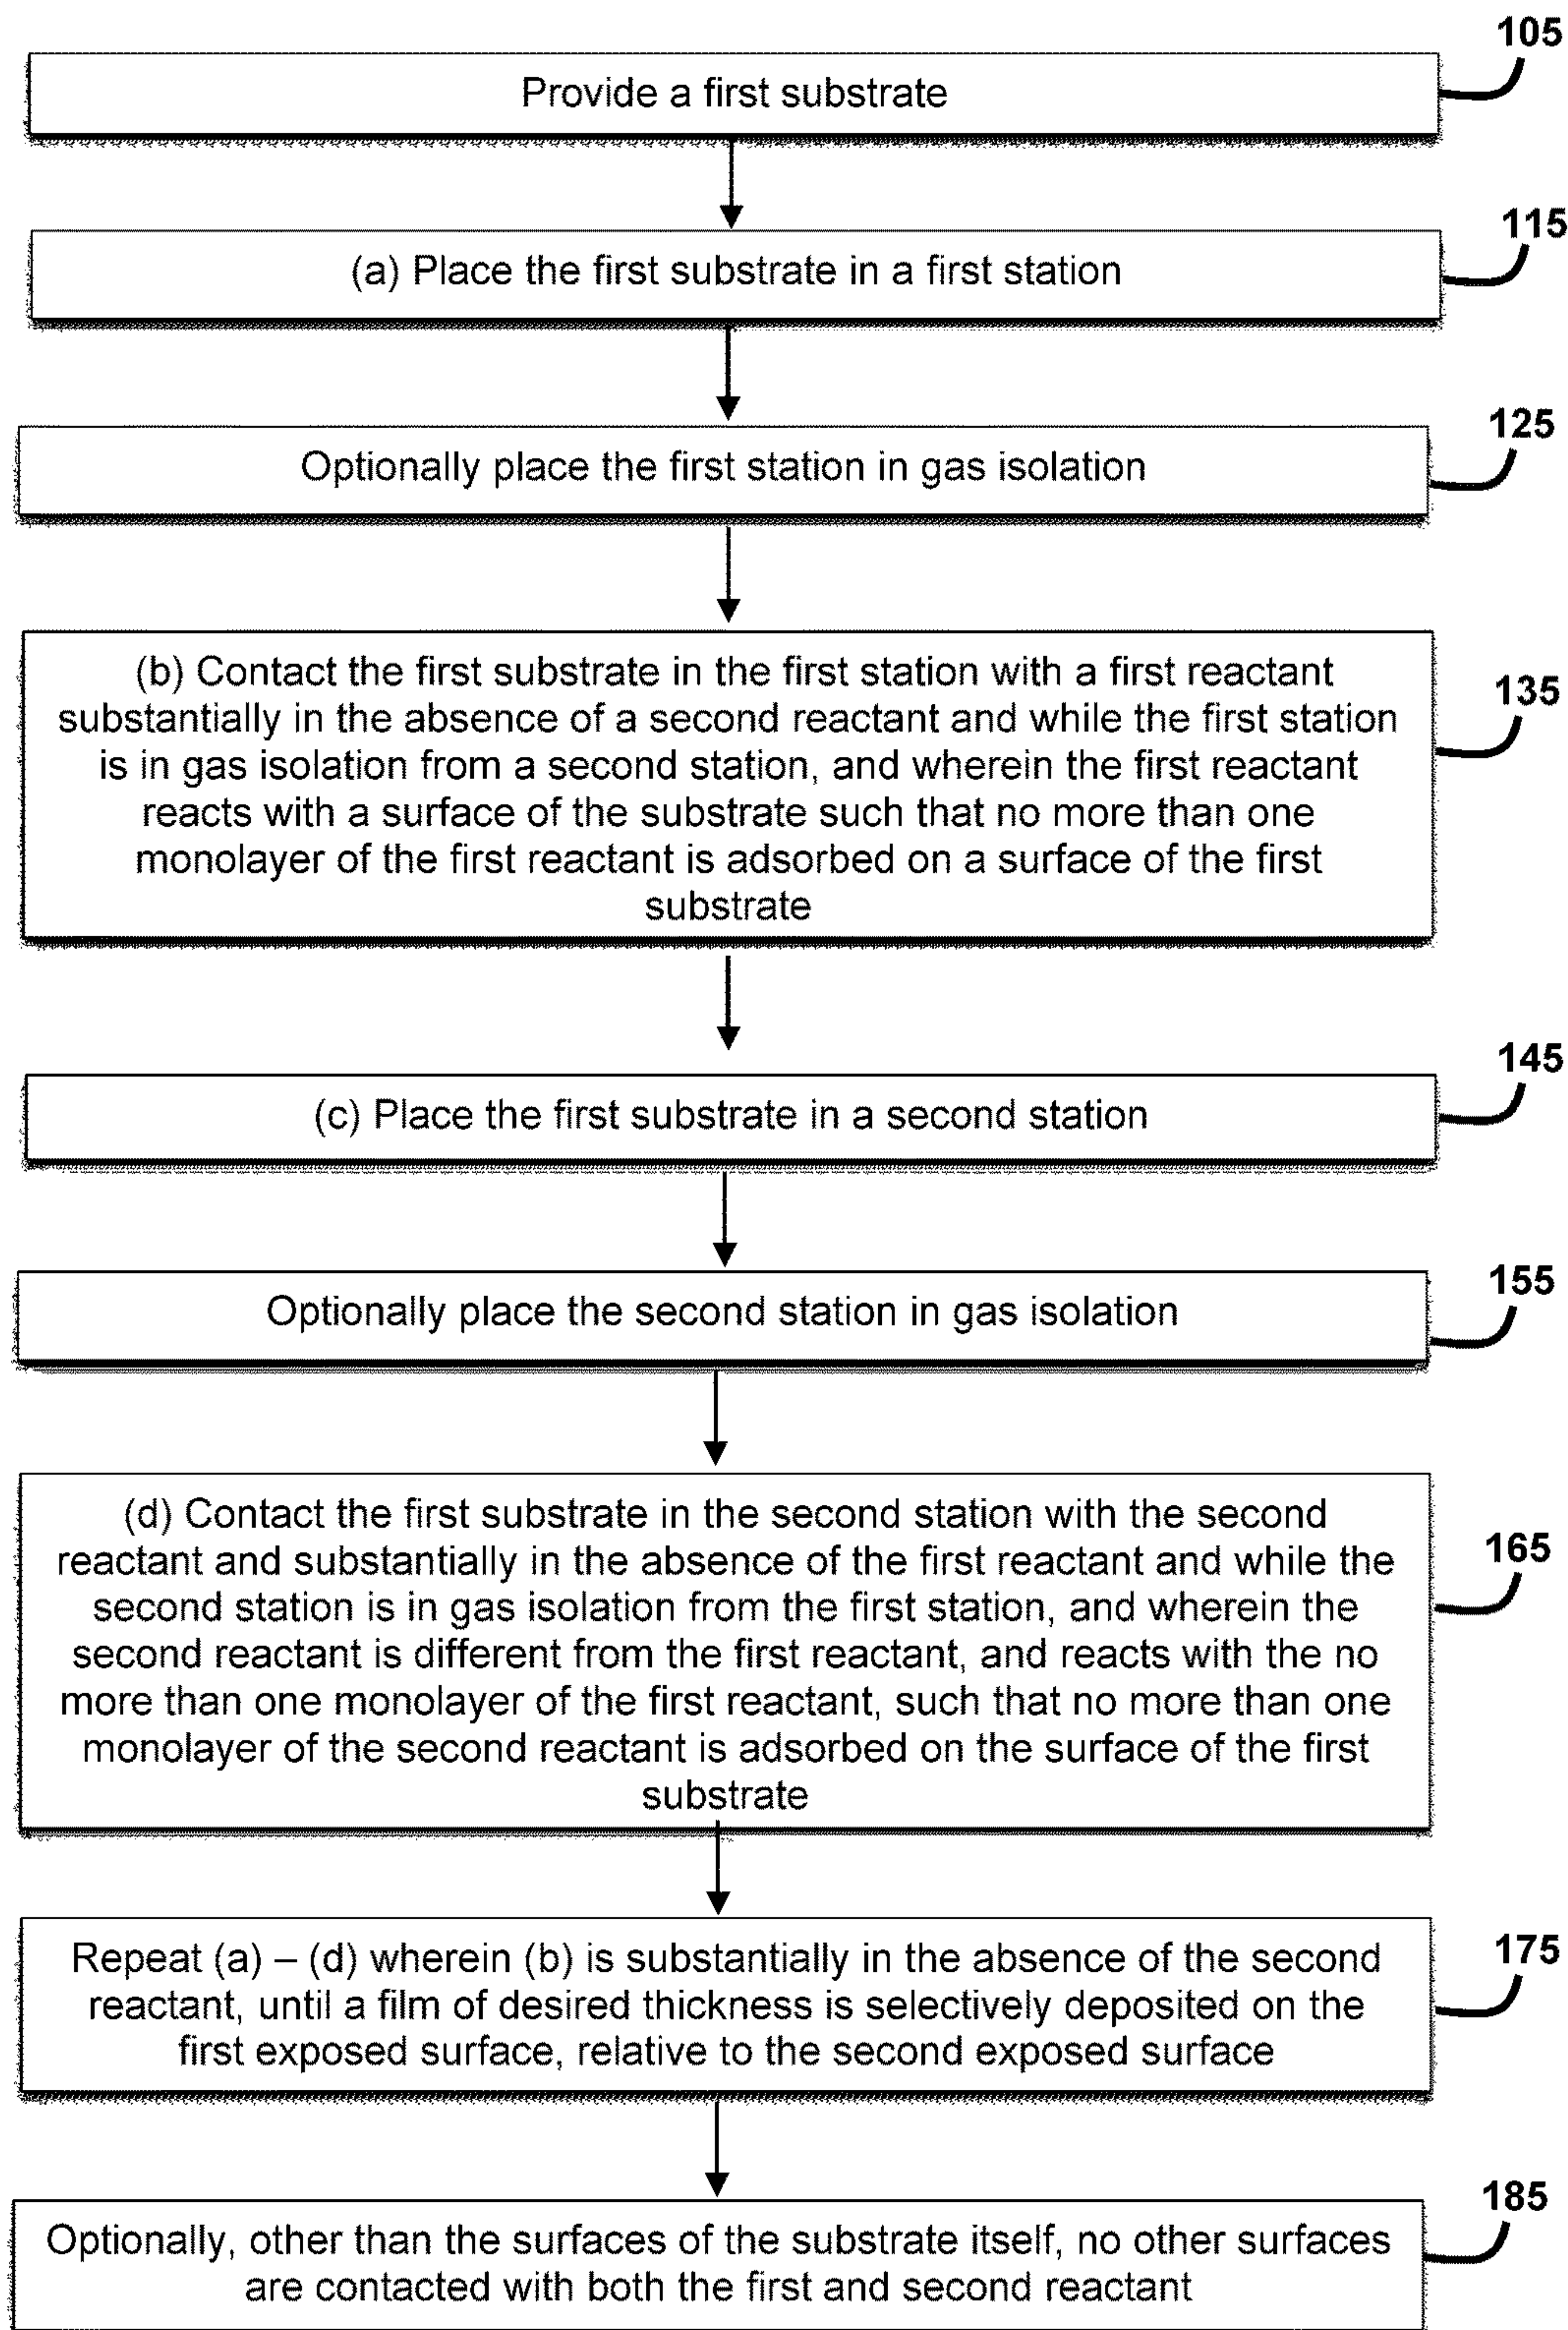 105
Provide a first substrate
115
(a) Place the first substrate in a first station
125
Optionally place the first station in gas isolation
135
(b) Contact the first substrate in the first station with a first reactant
substantially in the absence of a second reactant and while the first station
is in gas isolation from a second station, and wherein the first reactant
reacts with a surface of the substrate such that no more than one
monolayer of the first reactant is adsorbed on a surface of the first
substrate
145
(c) Place the first substrate in a second station
155
Optionally place the second station in gas isolation
165
(d) Contact the first substrate in the second station with the second
reactant and substantially in the absence of the first reactant and while the
second station is in gas isolation from the first station, and wherein the
second reactant is different from the first reactant, and reacts with the no
more than one monolayer of the first reactant, such that no more than one
monolayer of the second reactant is adsorbed on the surface of the first
substrate
175
Repeat (a) – (d) wherein (b) is substantially in the absence of the second
reactant, until a film of desired thickness is selectively deposited on the
first exposed surface, relative to the second exposed surface
185
Optionally, other than the surfaces of the substrate itself, no other surfaces
are contacted with both the first and second reactant